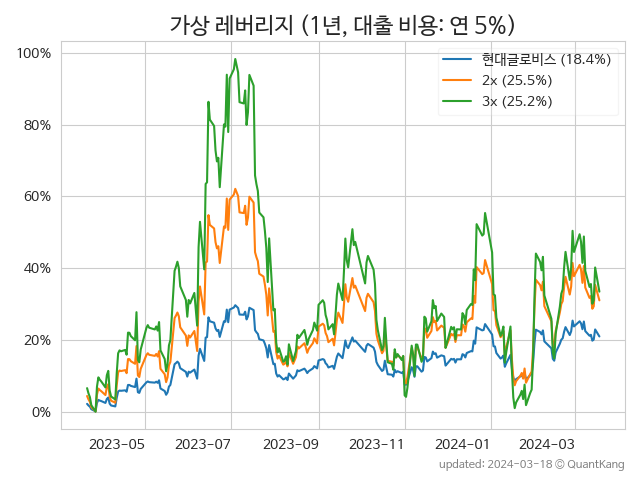 가상 레버리지 (1년, 대출 비용: 연 5%)
100%
80%
60%
40%
20%
0%
현대글로비스 (18.4%)
2x (25.5%)
3x (25.2%)
2023-05
2023-07
2023-09
2023-11
2024-01
2024-03
updated: 2024-03-18 © QuantKang